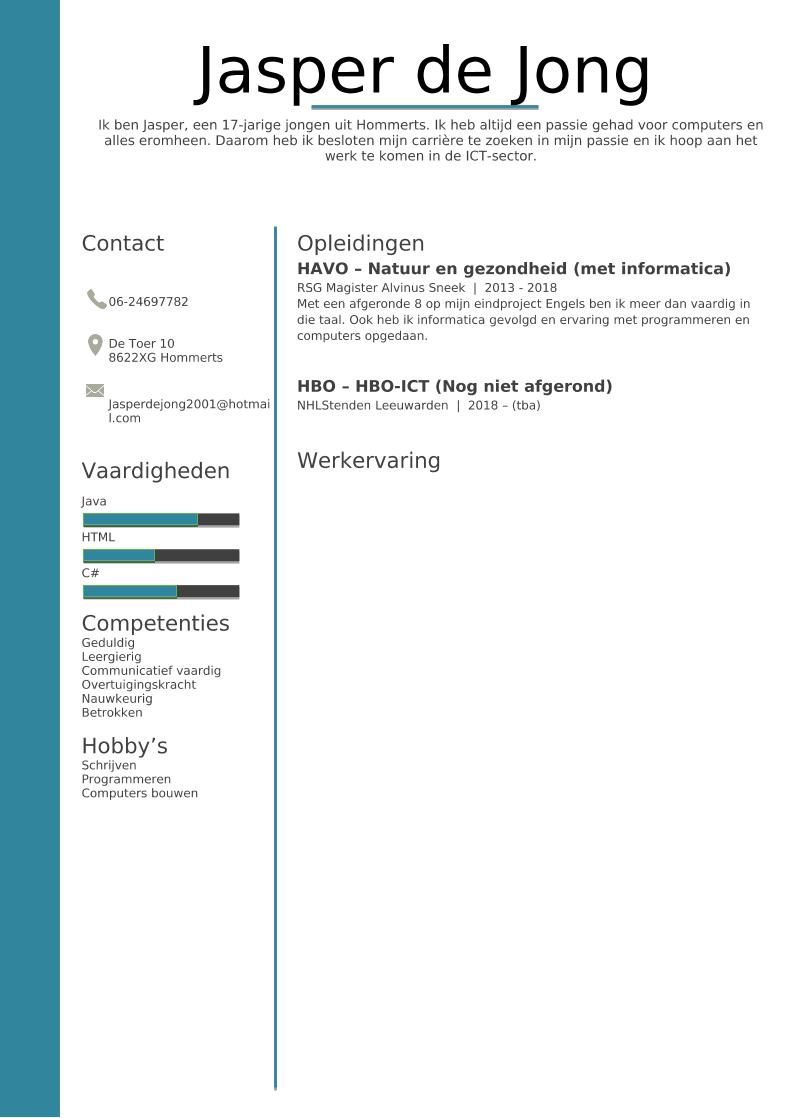 Jasper de Jong
Ik ben Jasper, een 17-jarige jongen uit Hommerts. Ik heb altijd een passie gehad voor computers en
alles eromheen. Daarom heb ik besloten mijn carrière te zoeken in mijn passie en ik hoop aan het
werk te komen in de ICT-sector.
Contact
06-24697782
De Toer 10
8622XG Hommerts
Jasperdejong2001@hotmai
l.com
Vaardigheden
Java
HTML
C#
Competenties
Geduldig
Leergierig
Communicatief vaardig
Overtuigingskracht
Nauwkeurig
Betrokken
Hobby’s
Schrijven
Programmeren
Computers bouwen
Opleidingen
HAVO – Natuur en gezondheid (met informatica)
RSG Magister Alvinus Sneek | 2013 - 2018
Met een afgeronde 8 op mijn eindproject Engels ben ik meer dan vaardig in
die taal. Ook heb ik informatica gevolgd en ervaring met programmeren en
computers opgedaan.
HBO – HBO-ICT (Nog niet afgerond)
NHLStenden Leeuwarden | 2018 – (tba)
Werkervaring